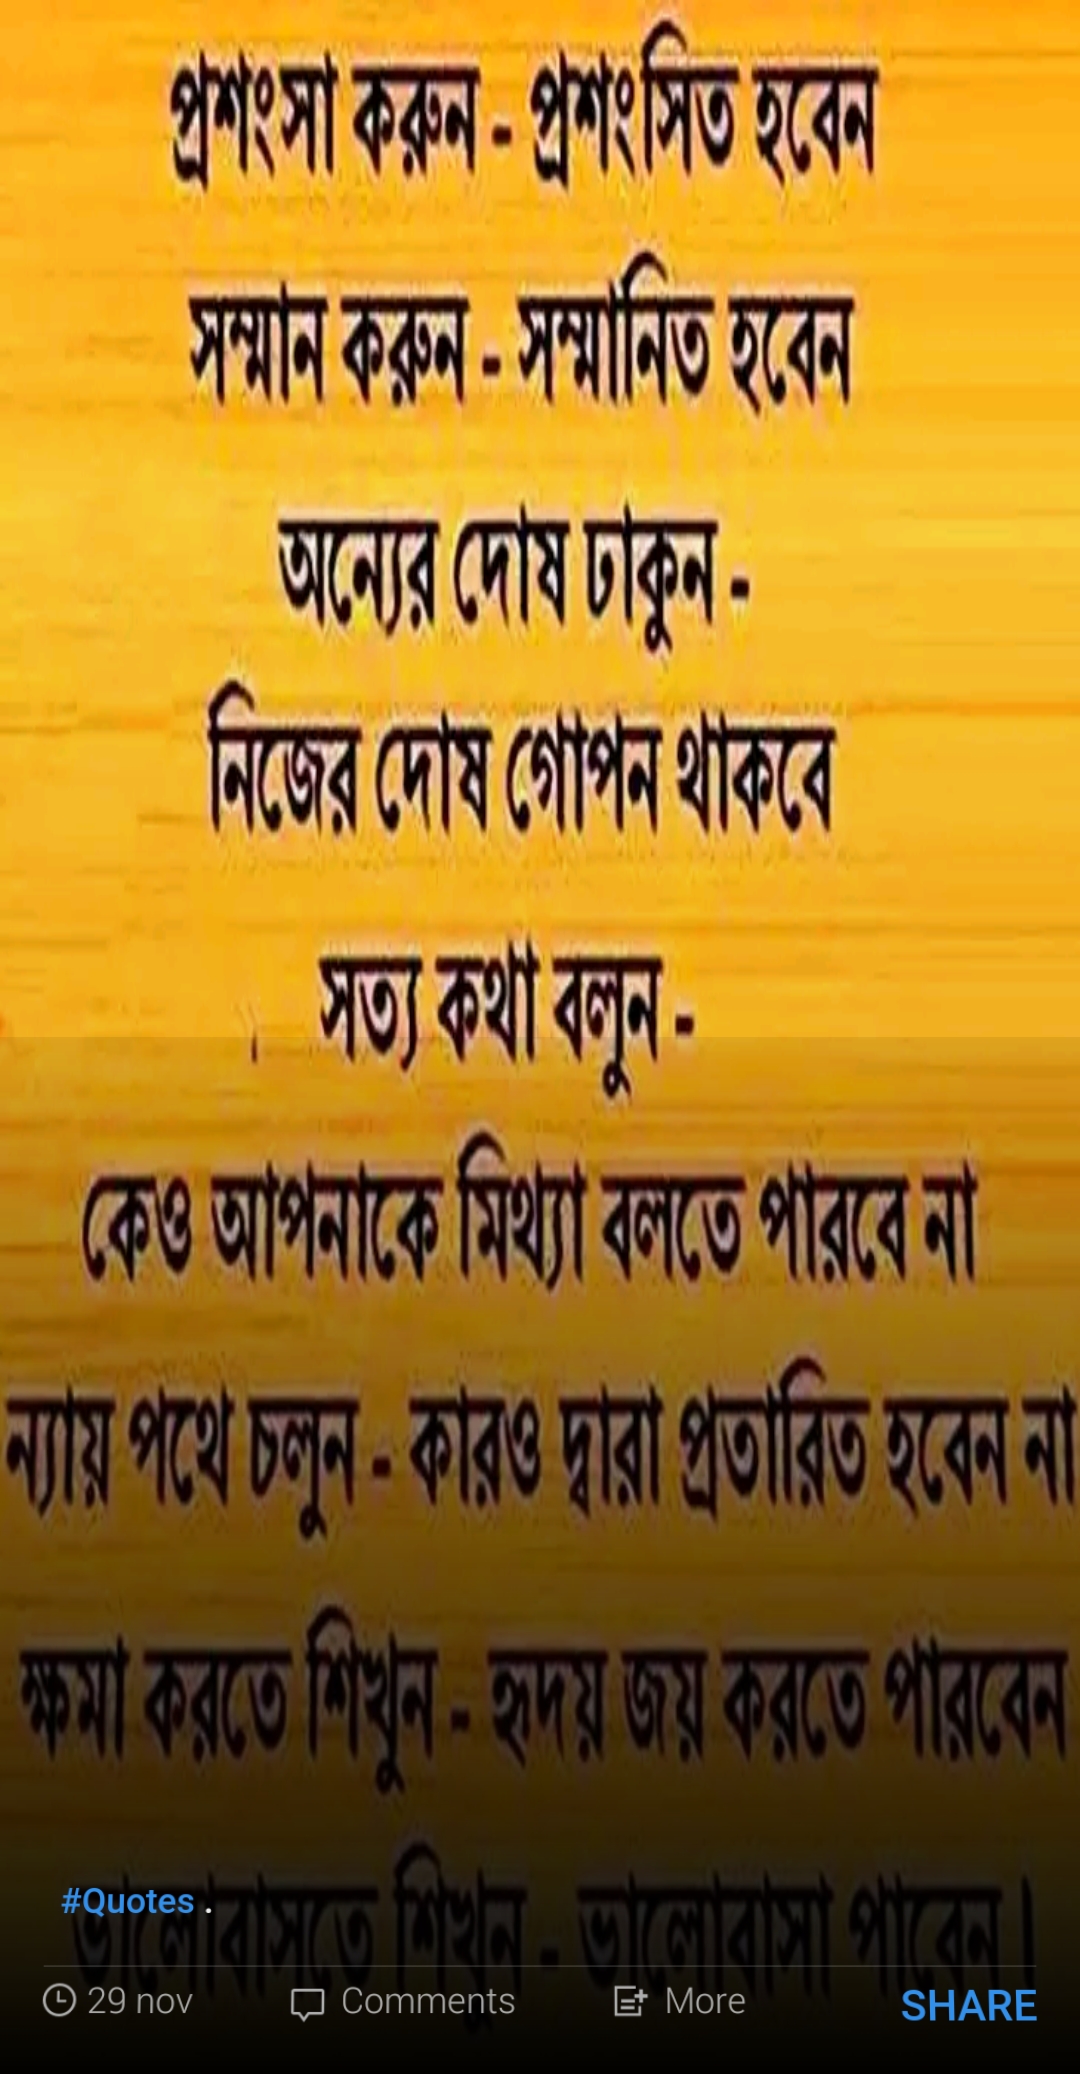 প্রশংসা করুন - প্রশংসিত হবেন
সম্মান করুন - সম্মানিত হবেন
অন্যের দোষ ঢাকুন -
নিজের দোষ গোপন থাকবে
সত্য কথা বলুন -
কেও আপনাকে মিথ্যা বলতে পারবে না
ন্যায় পথে চলুন - কারও দ্বারা প্রতারিত হবেন না
ক্ষমা করতে শিখুন - হৃদয় জয় করতে পারবেন
ভালোবাসতে শিখুন - ভালোবাসা পাবেন।
#Quotes .
29 nov Comments More SHARE